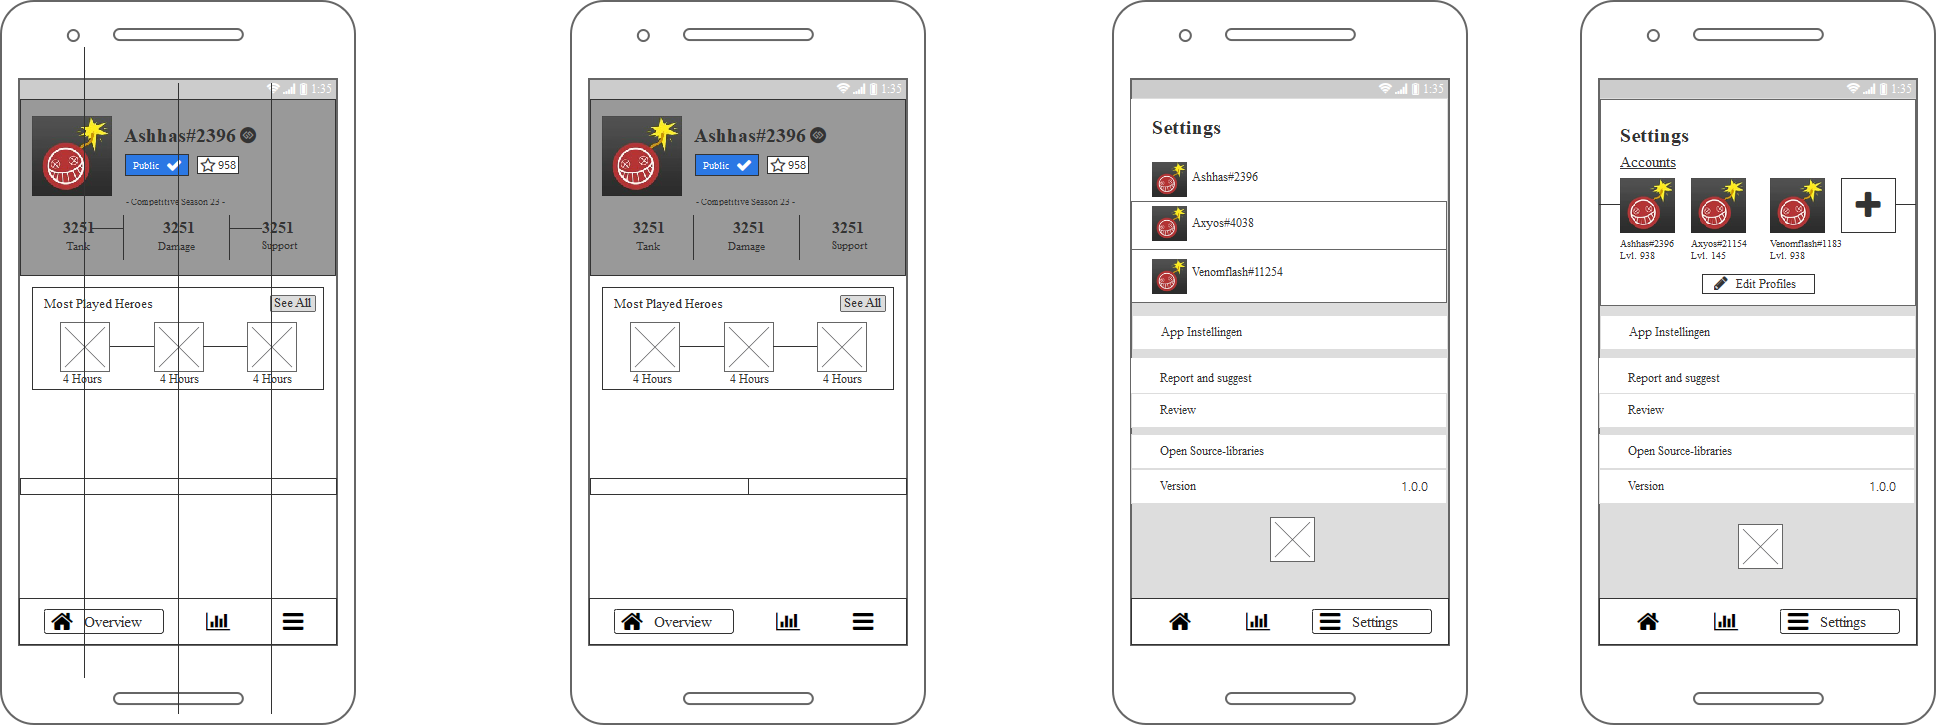 1:35
Ashhas#2396
Public 958
- Competitive Season 23 -
3251 3251 3251
Tank Damage Support
Most Played Heroes See All
4 Hours 4 Hours 4 Hours
Overview
1:35
Ashhas#2396
Public 958
- Competitive Season 23 -
3251 3251 3251
Tank Damage Support
Most Played Heroes See All
4 Hours 4 Hours 4 Hours
Overview
1:35
Settings
Ashhas#2396
Axyos#4038
Venomflash#11254
App Instellingen
Report and suggest
Review
Open Source-libraries
Version 1.0.0
Settings
1:35
Settings
Accounts
Ashhas#2396 Axyos#21154 Venomflash#1183
Lvl. 938 Lvl. 145 Lvl. 938
Edit Profiles
App Instellingen
Report and suggest
Review
Open Source-libraries
Version 1.0.0
Settings